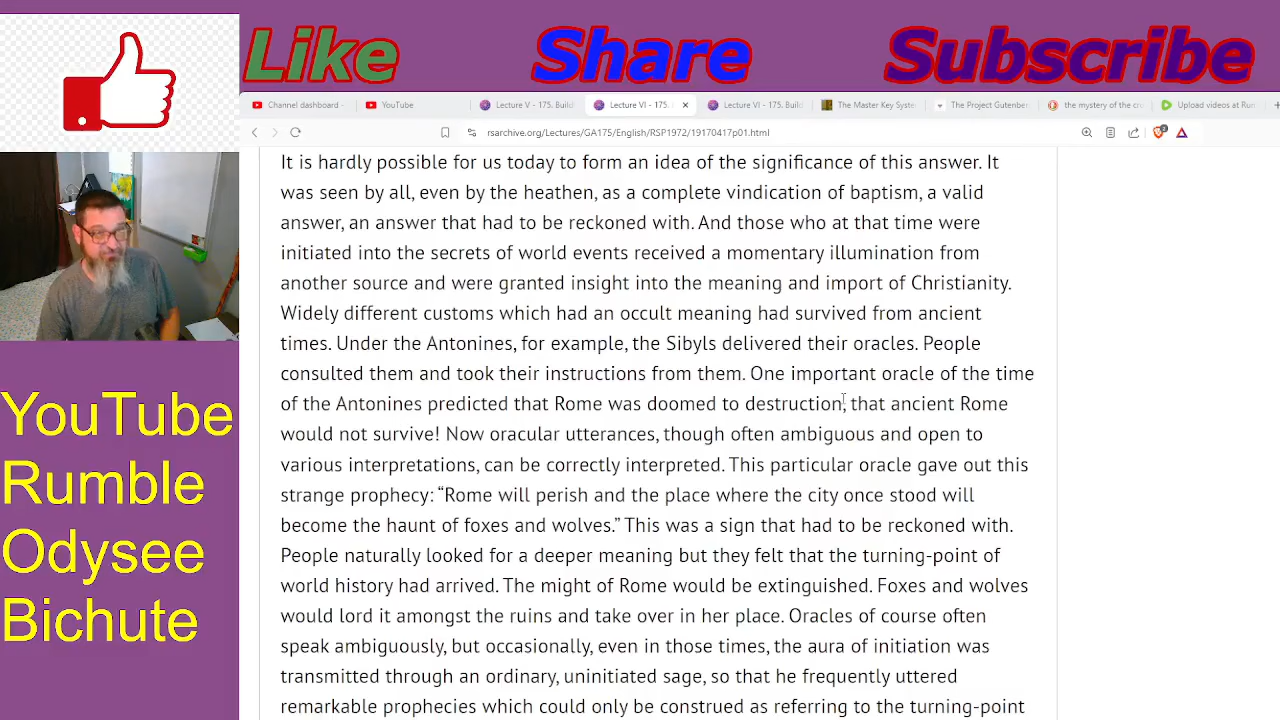 Like Share Subscribe
Channel dashboard - YouTube Lecture V - 175. Build Lecture VI - 175. Lecture VI - 175. Build The Master Key Syste The Project Gutenber the mystery of the cro Upload videos at Rum
rsarchive.org/Lectures/GA175/English/RSP1972/19170417p01.html
It is hardly possible for us today to form an idea of the significance of this answer. It
was seen by all, even by the heathen, as a complete vindication of baptism, a valid
answer, an answer that had to be reckoned with. And those who at that time were
initiated into the secrets of world events received a momentary illumination from
another source and were granted insight into the meaning and import of Christianity.
Widely different customs which had an occult meaning had survived from ancient
times. Under the Antonines, for example, the Sibyls delivered their oracles. People
consulted them and took their instructions from them. One important oracle of the time
of the Antonines predicted that Rome was doomed to destruction, that ancient Rome
would not survive! Now oracular utterances, though often ambiguous and open to
various interpretations, can be correctly interpreted. This particular oracle gave out this
strange prophecy: “Rome will perish and the place where the city once stood will
become the haunt of foxes and wolves.” This was a sign that had to be reckoned with.
People naturally looked for a deeper meaning but they felt that the turning-point of
world history had arrived. The might of Rome would be extinguished. Foxes and wolves
would lord it amongst the ruins and take over in her place. Oracles of course often
speak ambiguously, but occasionally, even in those times, the aura of initiation was
transmitted through an ordinary, uninitiated sage, so that he frequently uttered
remarkable prophecies which could only be construed as referring to the turning-point
YouTube
Rumble
Odysee
Bichute